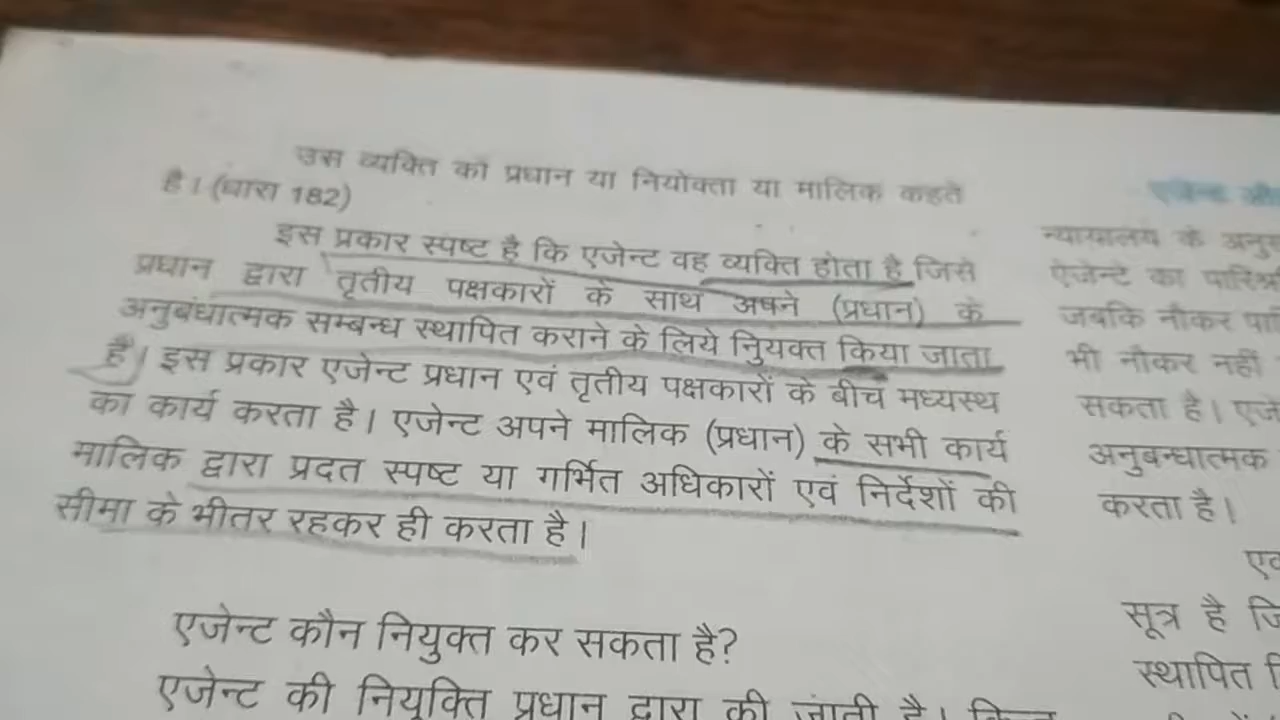 उस व्यक्ति को प्रधान या नियोक्ता या मालिक कहते
है। (धारा 182)
इस प्रकार स्पष्ट है कि एजेन्ट वह व्यक्ति होता है जिसे
प्रधान द्वारा तृतीय पक्षकारों के साथ अपने (प्रधान) के
अनुबंधात्मक सम्बन्ध स्थापित कराने के लिये नियुक्त किया जाता
है। इस प्रकार एजेन्ट प्रधान एवं तृतीय पक्षकारों के बीच मध्यस्थ
का कार्य करता है। एजेन्ट अपने मालिक (प्रधान) के सभी कार्य
मालिक द्वारा प्रदत स्पष्ट या गर्भित अधिकारों एवं निर्देशों की
सीमा के भीतर रहकर ही करता है।
एजेन्ट कौन नियुक्त कर सकता है?
एजेन्ट की नियुक्ति प्रधान द्वारा की जाती है।
एजेन्ट
न्यायालय के
एजेन्ट का
जबकि नौकर
भी नौकर नहीं
सकता है।
अनुबन्धात्मक
करता है।
सूत्र है
स्थापित